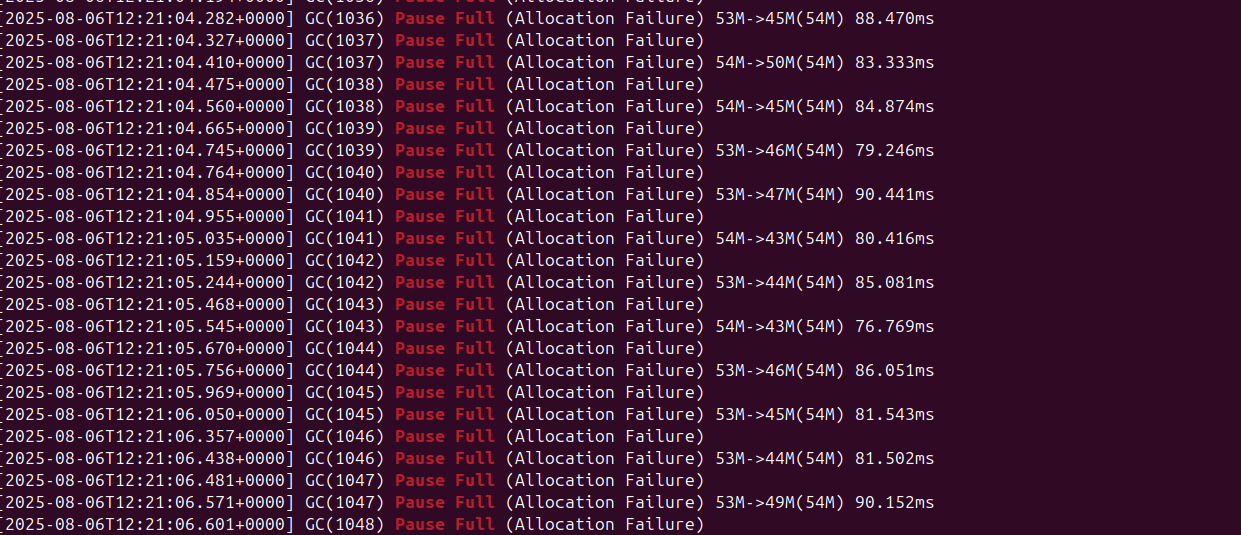 [2025-08-06T12:21:04.282+0000] GC(1036) Pause Full (Allocation Failure) 53M->45M(54M) 88.470ms
[2025-08-06T12:21:04.327+0000] GC(1037) Pause Full (Allocation Failure)
[2025-08-06T12:21:04.410+0000] GC(1037) Pause Full (Allocation Failure) 54M->50M(54M) 83.333ms
[2025-08-06T12:21:04.475+0000] GC(1038) Pause Full (Allocation Failure)
[2025-08-06T12:21:04.560+0000] GC(1038) Pause Full (Allocation Failure) 54M->45M(54M) 84.874ms
[2025-08-06T12:21:04.665+0000] GC(1039) Pause Full (Allocation Failure)
[2025-08-06T12:21:04.745+0000] GC(1039) Pause Full (Allocation Failure) 53M->46M(54M) 79.246ms
[2025-08-06T12:21:04.764+0000] GC(1040) Pause Full (Allocation Failure)
[2025-08-06T12:21:04.854+0000] GC(1040) Pause Full (Allocation Failure) 53M->47M(54M) 90.441ms
[2025-08-06T12:21:04.955+0000] GC(1041) Pause Full (Allocation Failure)
[2025-08-06T12:21:05.035+0000] GC(1041) Pause Full (Allocation Failure) 54M->43M(54M) 80.416ms
[2025-08-06T12:21:05.159+0000] GC(1042) Pause Full (Allocation Failure)
[2025-08-06T12:21:05.244+0000] GC(1042) Pause Full (Allocation Failure) 53M->44M(54M) 85.081ms
[2025-08-06T12:21:05.468+0000] GC(1043) Pause Full (Allocation Failure)
[2025-08-06T12:21:05.545+0000] GC(1043) Pause Full (Allocation Failure) 54M->43M(54M) 76.769ms
[2025-08-06T12:21:05.670+0000] GC(1044) Pause Full (Allocation Failure)
[2025-08-06T12:21:05.756+0000] GC(1044) Pause Full (Allocation Failure) 53M->46M(54M) 86.051ms
[2025-08-06T12:21:05.969+0000] GC(1045) Pause Full (Allocation Failure)
[2025-08-06T12:21:06.050+0000] GC(1045) Pause Full (Allocation Failure) 53M->45M(54M) 81.543ms
[2025-08-06T12:21:06.357+0000] GC(1046) Pause Full (Allocation Failure)
[2025-08-06T12:21:06.438+0000] GC(1046) Pause Full (Allocation Failure) 53M->44M(54M) 81.502ms
[2025-08-06T12:21:06.481+0000] GC(1047) Pause Full (Allocation Failure)
[2025-08-06T12:21:06.571+0000] GC(1047) Pause Full (Allocation Failure) 53M->49M(54M) 90.152ms
[2025-08-06T12:21:06.601+0000] GC(1048) Pause Full (Allocation Failure)